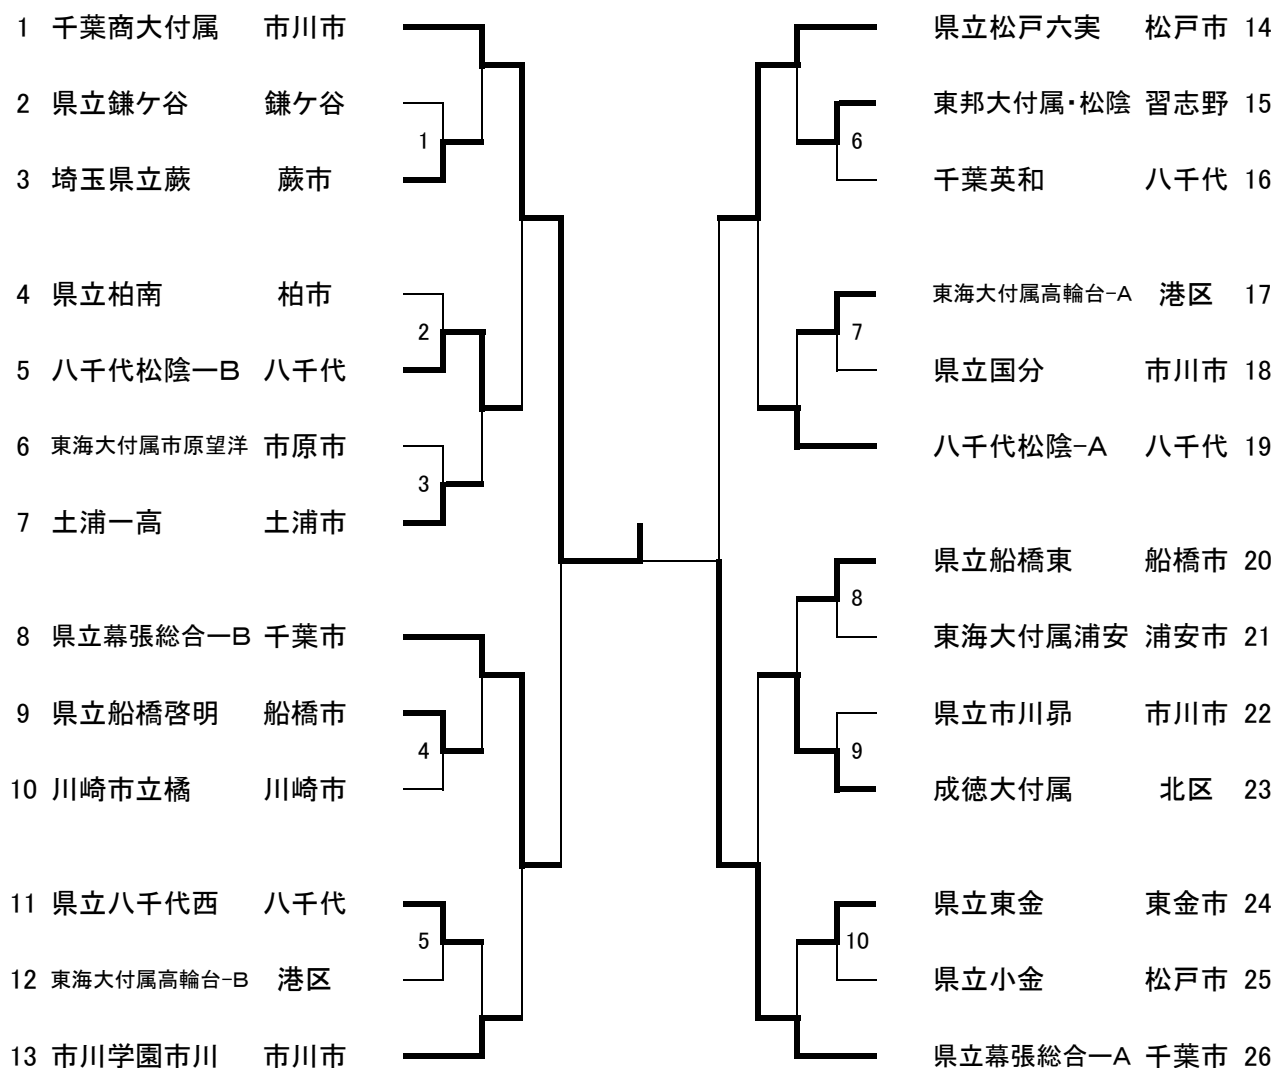 1 千葉商大付属 市川市
2 県立鎌ケ谷 鎌ケ谷
1
3 埼玉県立蕨 蕨市
4 県立柏南 柏市
2
5 八千代松陰ーB 八千代
6 東海大付属市原望洋 市原市
3
7 土浦一高 土浦市
8 県立幕張総合ーB 千葉市
9 県立船橋啓明 船橋市
4
10 川崎市立橘 川崎市
11 県立八千代西 八千代
5
12 東海大付属高輪台-B 港区
13 市川学園市川 市川市
県立松戸六実 松戸市 14
東邦大付属・松陰 習志野 15
6
千葉英和 八千代 16
東海大付属高輪台-A 港区 17
7
県立国分 市川市 18
八千代松陰-A 八千代 19
県立船橋東 船橋市 20
8
東海大付属浦安 浦安市 21
県立市川昴 市川市 22
9
成徳大付属 北区 23
県立東金 東金市 24
10
県立小金 松戸市 25
県立幕張総合ーA 千葉市 26